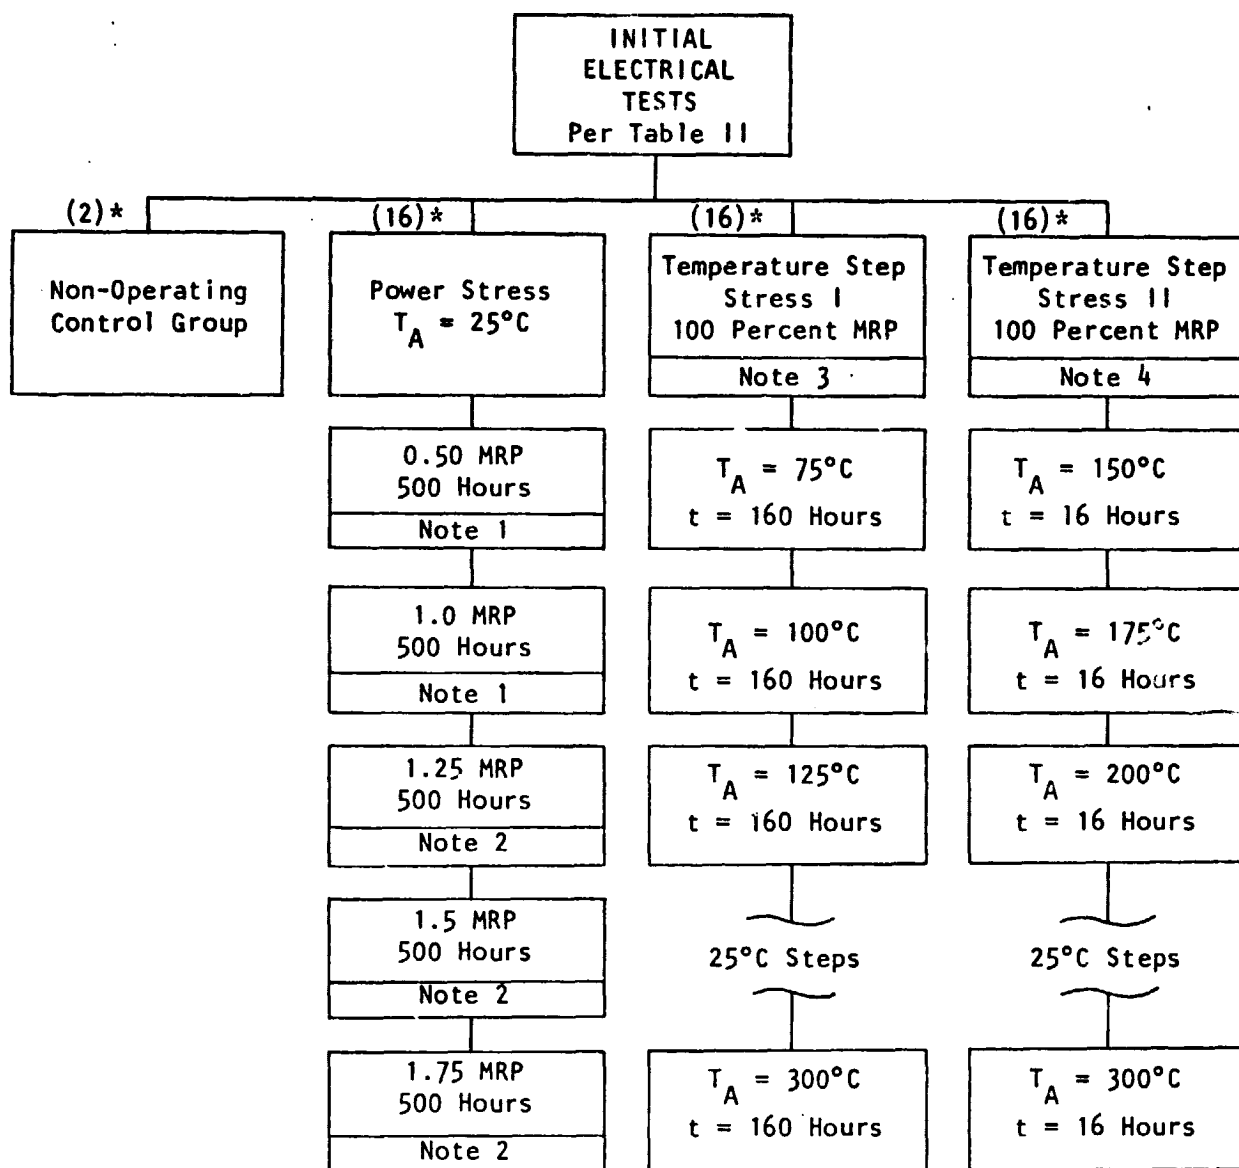 INITIAL
ELECTRICAL
TESTS
Per Table II
(2)*
Non-Operating
Control Group
(16)*
Power Stress
T_A = 25°C
0.50 MRP
500 Hours
Note 1
1.0 MRP
500 Hours
Note 1
1.25 MRP
500 Hours
Note 2
1.5 MRP
500 Hours
Note 2
1.75 MRP
500 Hours
Note 2
(16)*
Temperature Step
Stress I
100 Percent MRP
Note 3
T_A = 75°C
t = 160 Hours
T_A = 100°C
t = 160 Hours
T_A = 125°C
t = 160 Hours
25°C Steps
T_A = 300°C
t = 160 Hours
(16)*
Temperature Step
Stress II
100 Percent MRP
Note 4
T_A = 150°C
t = 16 Hours
T_A = 175°C
t = 16 Hours
T_A = 200°C
t = 16 Hours
25°C Steps
T_A = 300°C
t = 16 Hours